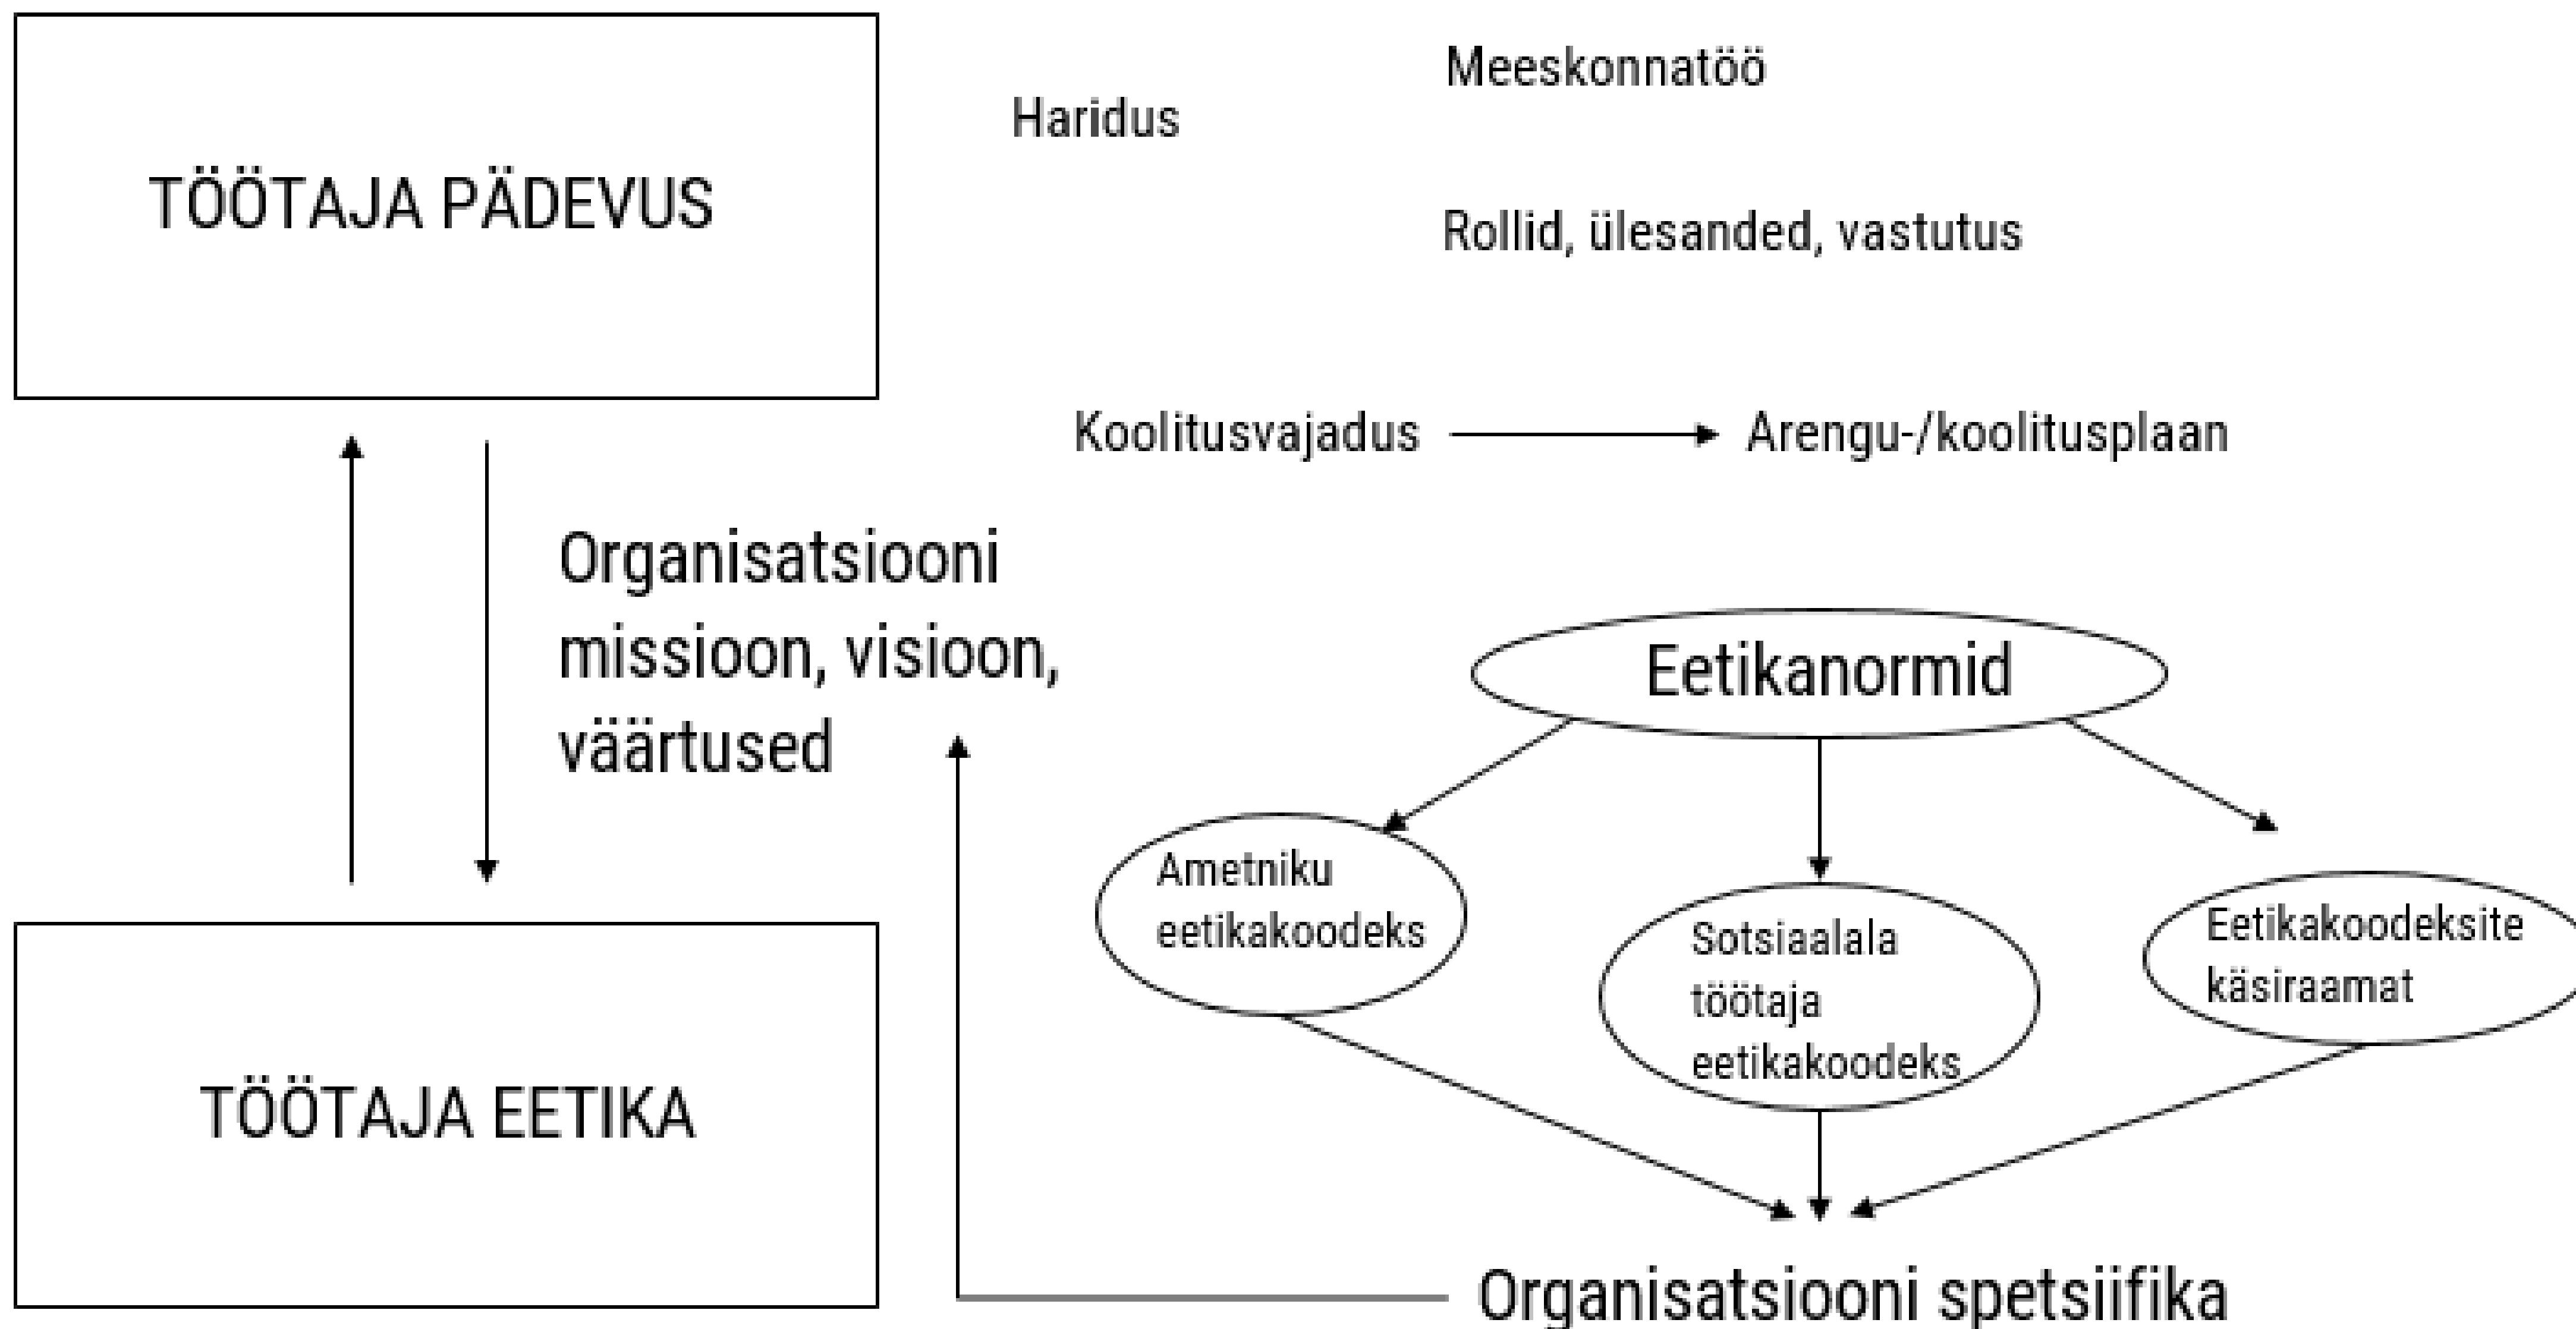 Meeskonnatöö
Haridus
TÖÖTAJA PÄDEVUS
Rollid, ülesanded, vastutus
Koolitusvajadus
Arengu-/koolitusplaan
Organisatsiooni
missioon, visioon,
väärtused
Eetikanormid
Ametniku
eetikakoodeks
Sotsiaalala
töötaja
eetikakoodeks
Eetikakoodeksite
käsiraamat
TÖÖTAJA EETIKA
Organisatsiooni spetsiifika